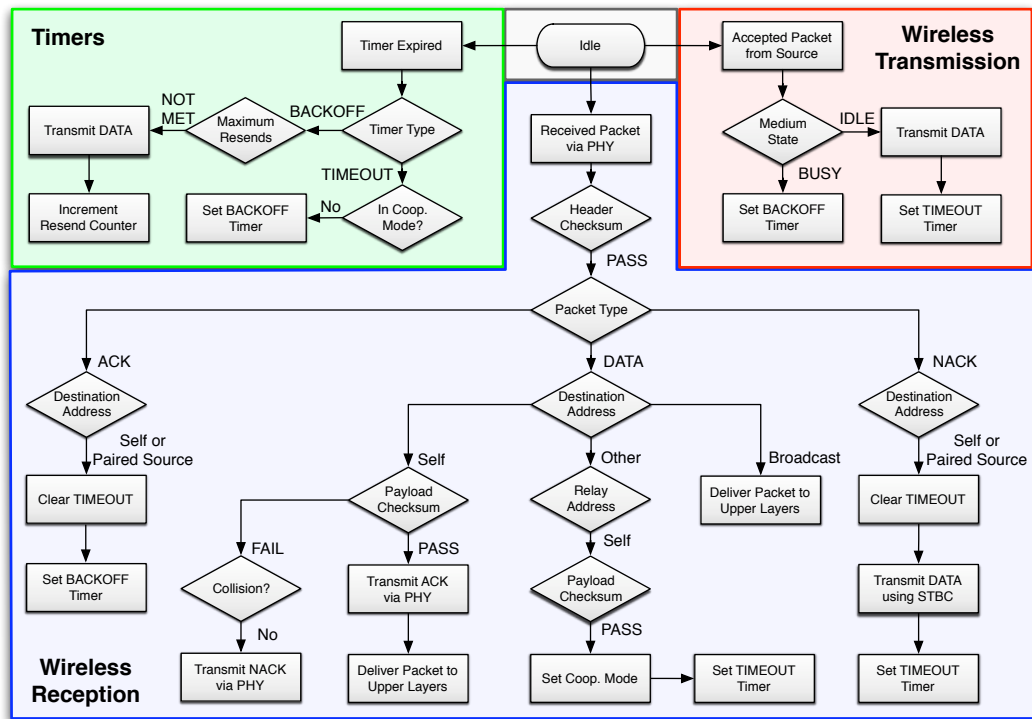 Timers
Timer Expired
Idle
Accepted Packet
from Source
Wireless
Transmission
NOT
MET
BACKOFF
Transmit DATA
Maximum
Resends
Timer Type
Received Packet
via PHY
Medium
State
IDLE
Transmit DATA
TIMEOUT
BUSY
Increment
Resend Counter
Set BACKOFF
Timer
No
In Coop.
Mode?
Header
Checksum
Set BACKOFF
Timer
Set TIMEOUT
Timer
PASS
Packet Type
ACK
DATA
NACK
Destination
Address
Destination
Address
Destination
Address
Self or
Paired Source
Self
Other
Broadcast
Self or
Paired Source
Clear TIMEOUT
Payload
Checksum
Relay
Address
Deliver Packet to
Upper Layers
Clear TIMEOUT
FAIL
PASS
Self
Set BACKOFF
Timer
Collision?
Transmit ACK
via PHY
Payload
Checksum
Transmit DATA
using STBC
No
PASS
Wireless
Reception
Transmit NACK
via PHY
Deliver Packet to
Upper Layers
Set Coop. Mode
Set TIMEOUT
Timer
Set TIMEOUT
Timer